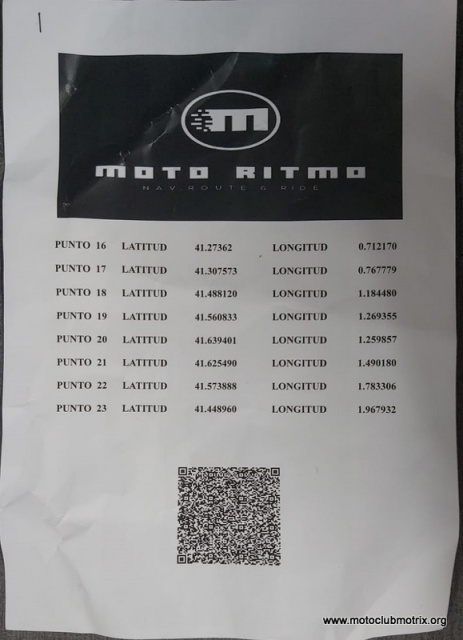 M
MOTO RITMO
NAV,ROUTE & RIDE
PUNTO 16 LATITUD 41.27362 LONGITUD 0.712170
PUNTO 17 LATITUD 41.307573 LONGITUD 0.767779
PUNTO 18 LATITUD 41.488120 LONGITUD 1.184480
PUNTO 19 LATITUD 41.560833 LONGITUD 1.269355
PUNTO 20 LATITUD 41.639401 LONGITUD 1.259857
PUNTO 21 LATITUD 41.625490 LONGITUD 1.490180
PUNTO 22 LATITUD 41.573888 LONGITUD 1.783306
PUNTO 23 LATITUD 41.448960 LONGITUD 1.967932
www.motoclubmotrix.org